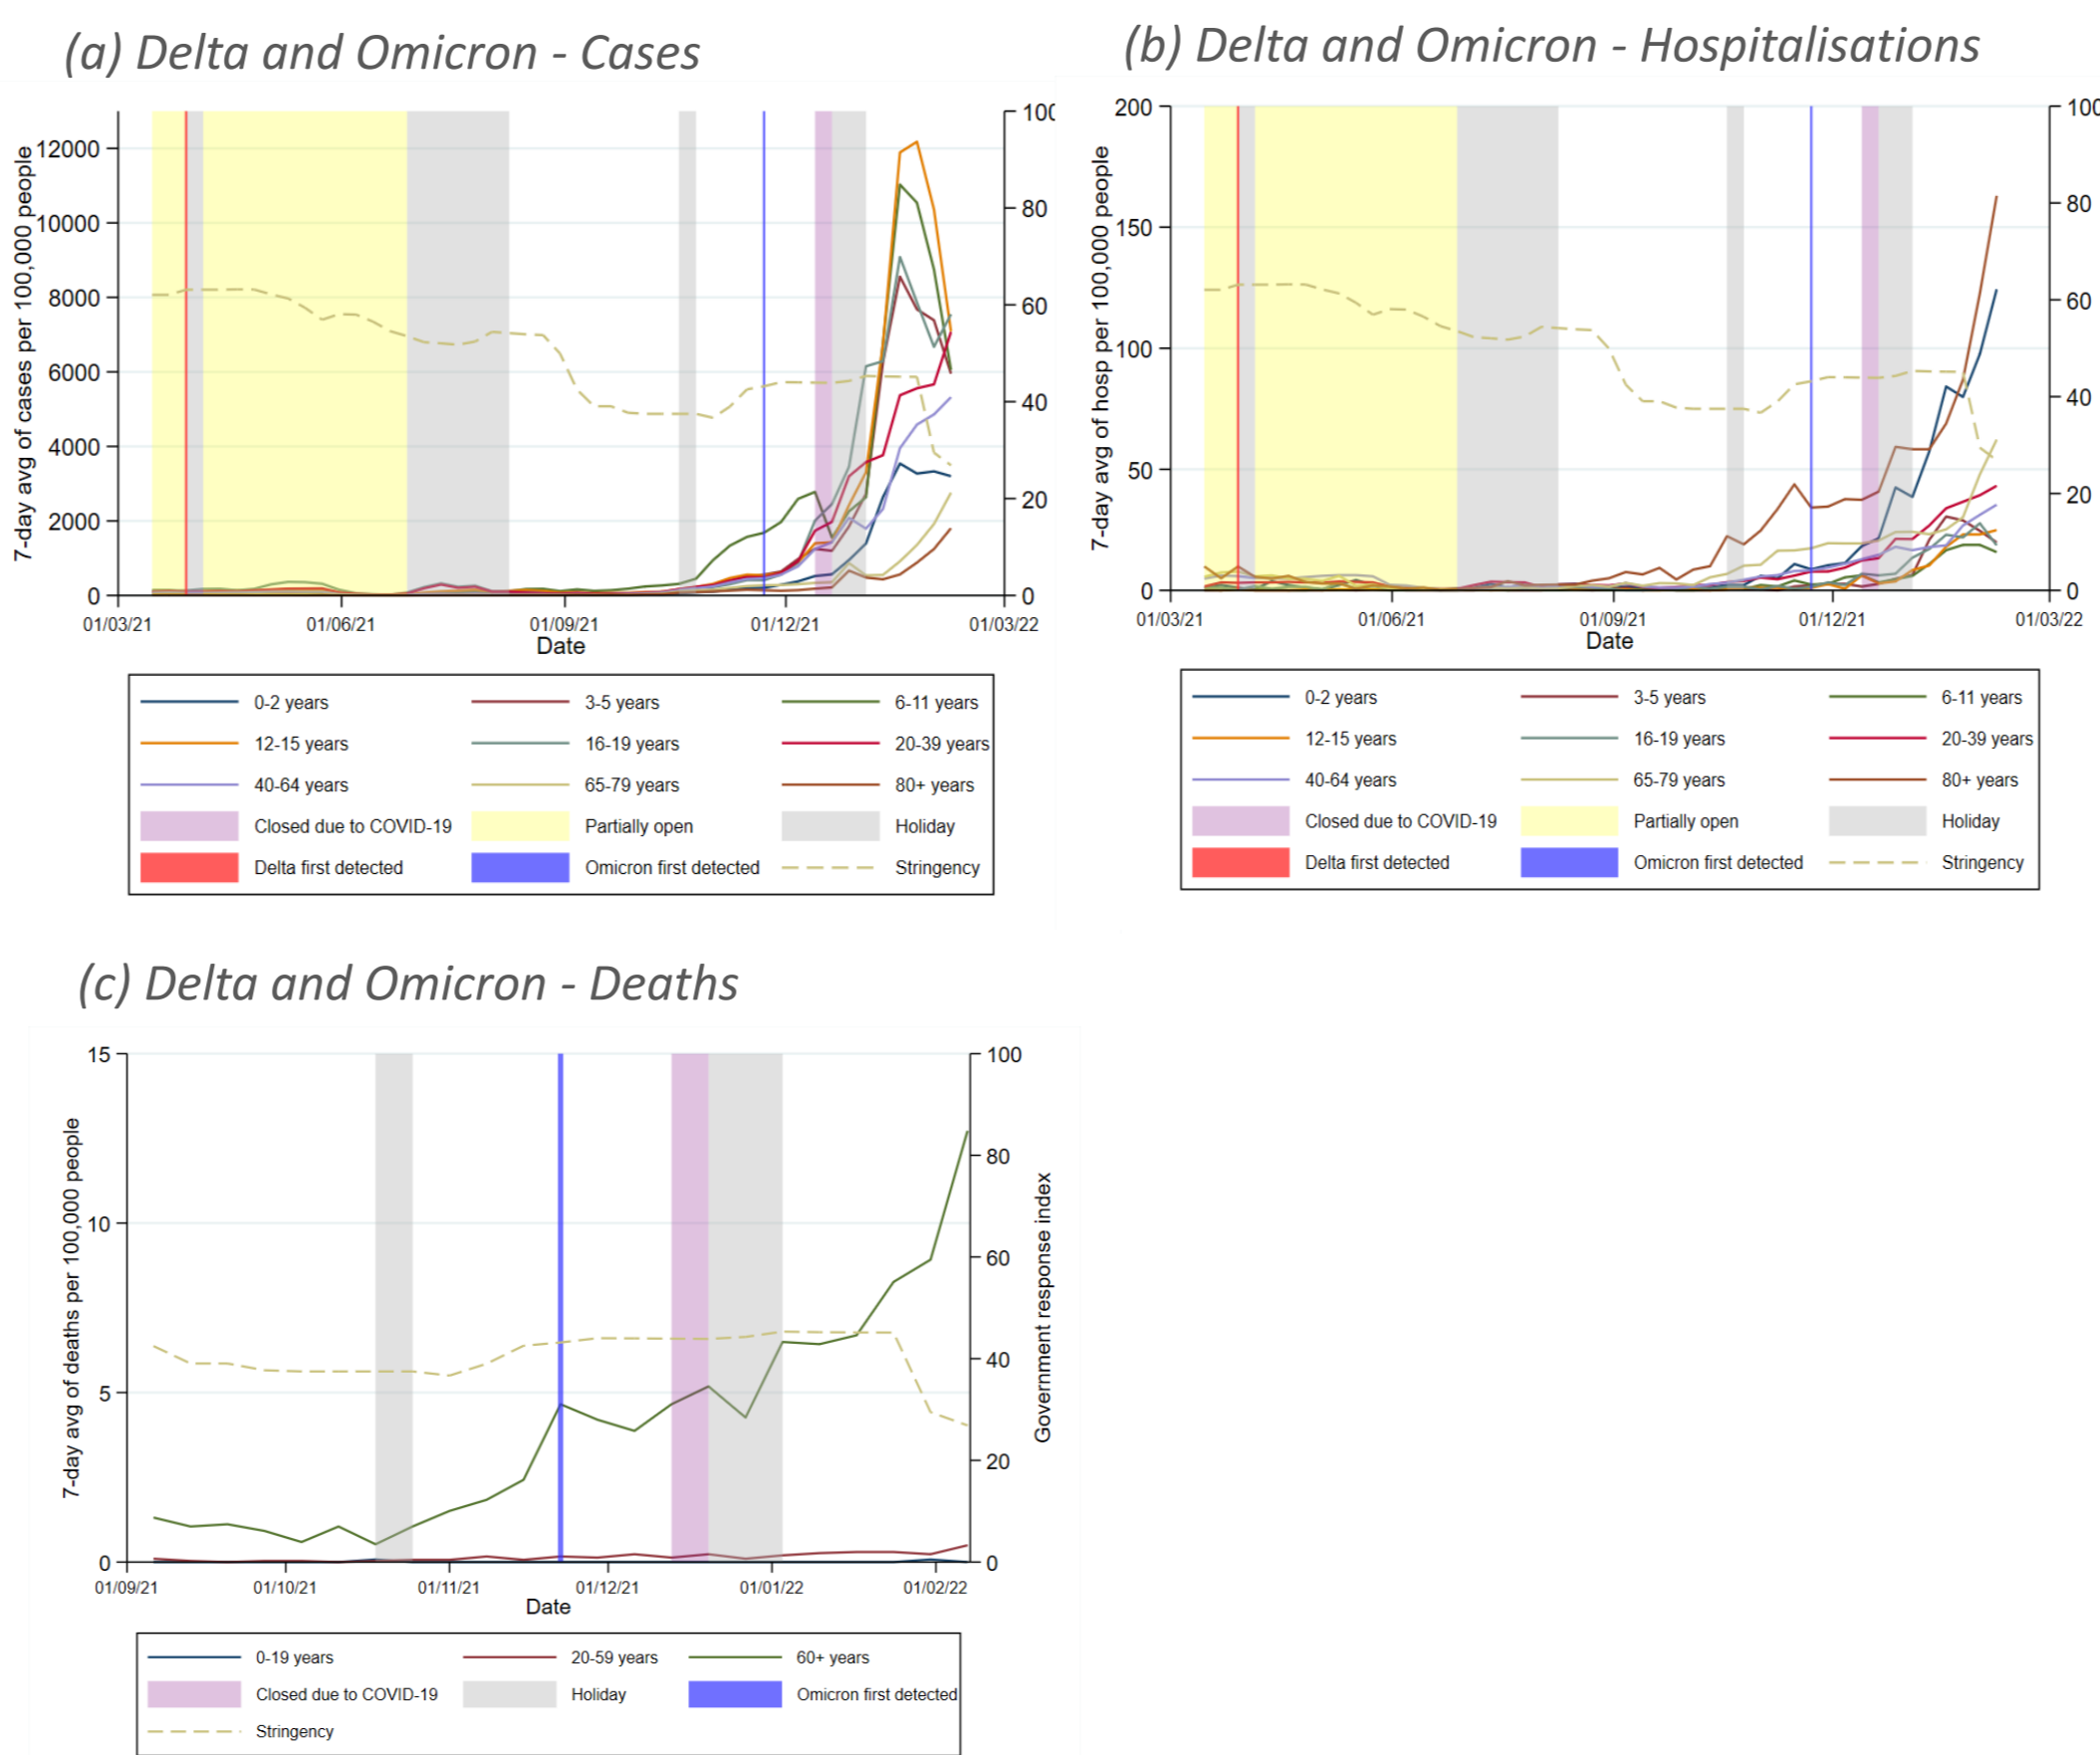 (a) Delta and Omicron - Cases
7-day avg of cases per 100,000 people
12000
10000
8000
6000
4000
2000
0
100
80
60
40
20
0
01/03/21 01/06/21 01/09/21 01/12/21 01/03/22
Date
0-2 years 3-5 years 6-11 years
12-15 years 16-19 years 20-39 years
40-64 years 65-79 years 80+ years
Closed due to COVID-19 Partially open Holiday
Delta first detected Omicron first detected Stringency
(b) Delta and Omicron - Hospitalisations
7-day avg of hosp per 100,000 people
200
150
100
50
0
100
80
60
40
20
0
01/03/21 01/06/21 01/09/21 01/12/21 01/03/22
Date
0-2 years 3-5 years 6-11 years
12-15 years 16-19 years 20-39 years
40-64 years 65-79 years 80+ years
Closed due to COVID-19 Partially open Holiday
Delta first detected Omicron first detected Stringency
(c) Delta and Omicron - Deaths
7-day avg of deaths per 100,000 people
15
10
5
0
100
80
60
40
20
0
Government response index
01/09/21 01/10/21 01/11/21 01/12/21 01/01/22 01/02/22
Date
0-19 years 20-59 years 60+ years
Closed due to COVID-19 Holiday Omicron first detected
Stringency